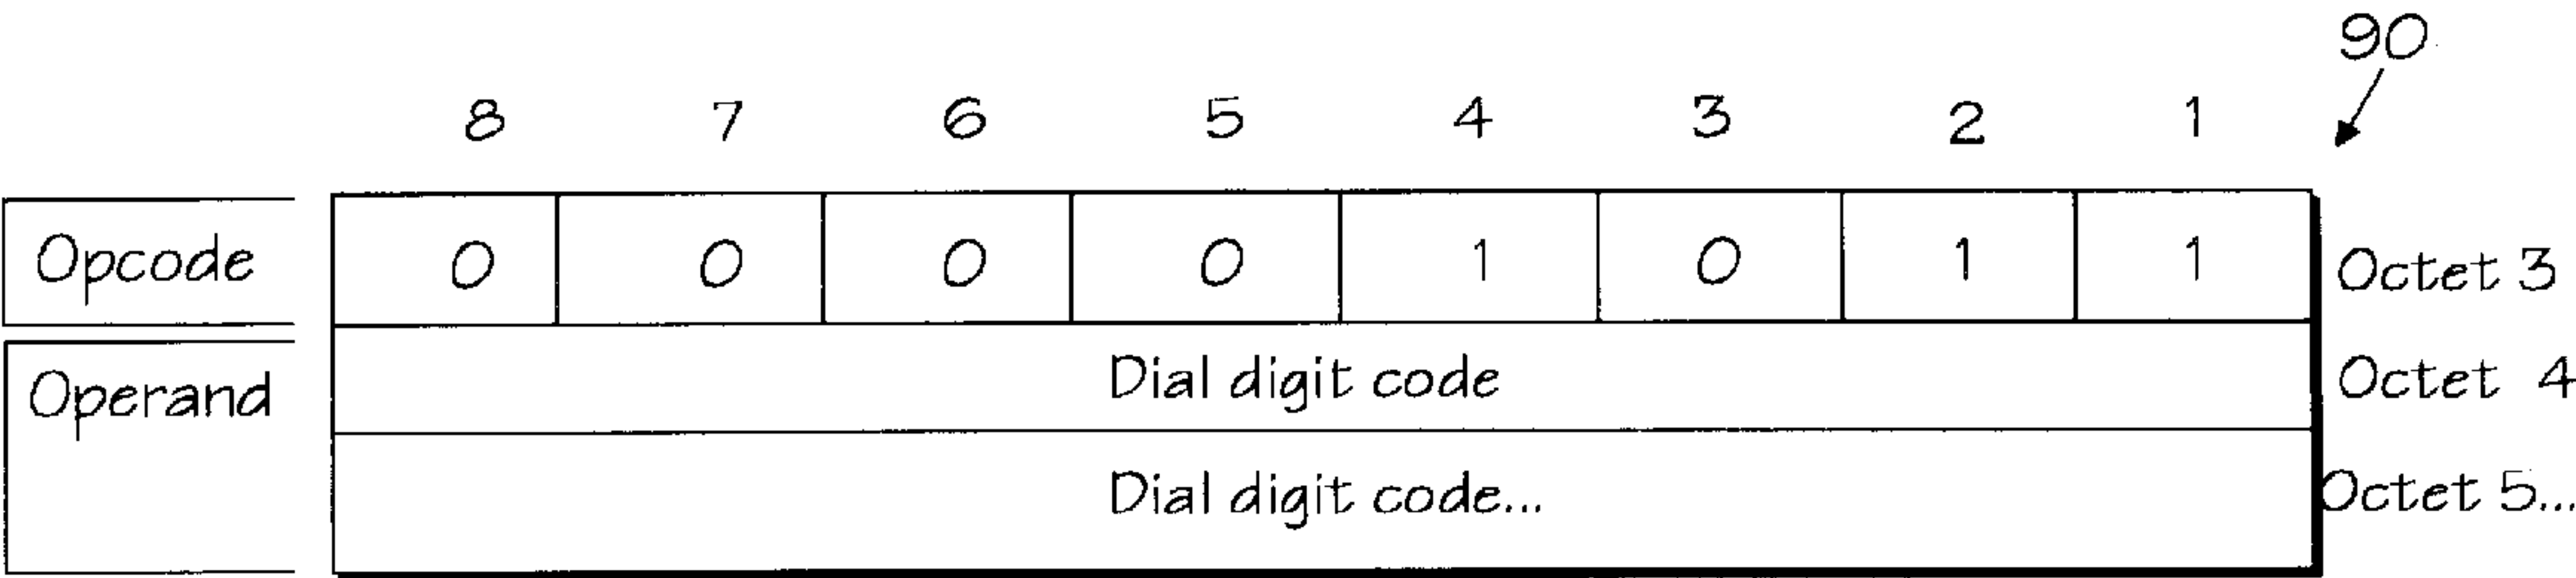 90
8 7 6 5 4 3 2 1
Opcode 0 0 0 0 1 0 1 1 Octet 3
Operand Dial digit code Octet 4
Dial digit code... Octet 5...